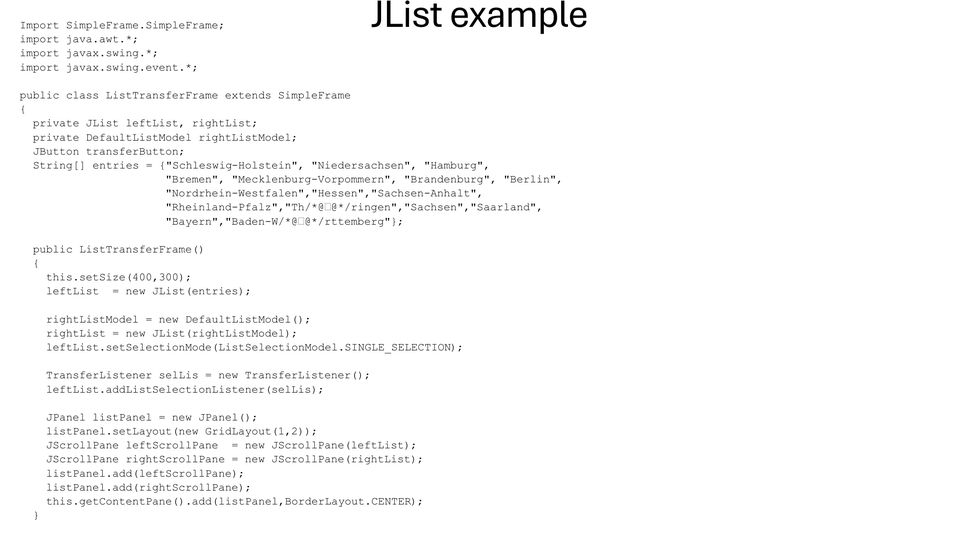 JList example
Import SimpleFrame.SimpleFrame;
import java.awt.*;
import javax.swing.*;
import javax.swing.event.*;

public class ListTransferFrame extends SimpleFrame
{
  private JList leftList, rightList;
  private DefaultListModel rightListModel;
  JButton transferButton;
  String[] entries = {"Schleswig-Holstein", "Niedersachsen", "Hamburg",
                      "Bremen", "Mecklenburg-Vorpommern", "Brandenburg", "Berlin",
                      "Nordrhein-Westfalen","Hessen","Sachsen-Anhalt",
                      "Rheinland-Pfalz","Th/*@□@*/ringen","Sachsen","Saarland",
                      "Bayern","Baden-W/*@□@*/rttemberg"};

  public ListTransferFrame()
  {
    this.setSize(400,300);
    leftList  = new JList(entries);

    rightListModel = new DefaultListModel();
    rightList = new JList(rightListModel);
    leftList.setSelectionMode(ListSelectionModel.SINGLE_SELECTION);

    TransferListener selLis = new TransferListener();
    leftList.addListSelectionListener(selLis);

    JPanel listPanel = new JPanel();
    listPanel.setLayout(new GridLayout(1,2));
    JScrollPane leftScrollPane  = new JScrollPane(leftList);
    JScrollPane rightScrollPane = new JScrollPane(rightList);
    listPanel.add(leftScrollPane);
    listPanel.add(rightScrollPane);
    this.getContentPane().add(listPanel,BorderLayout.CENTER);
  }